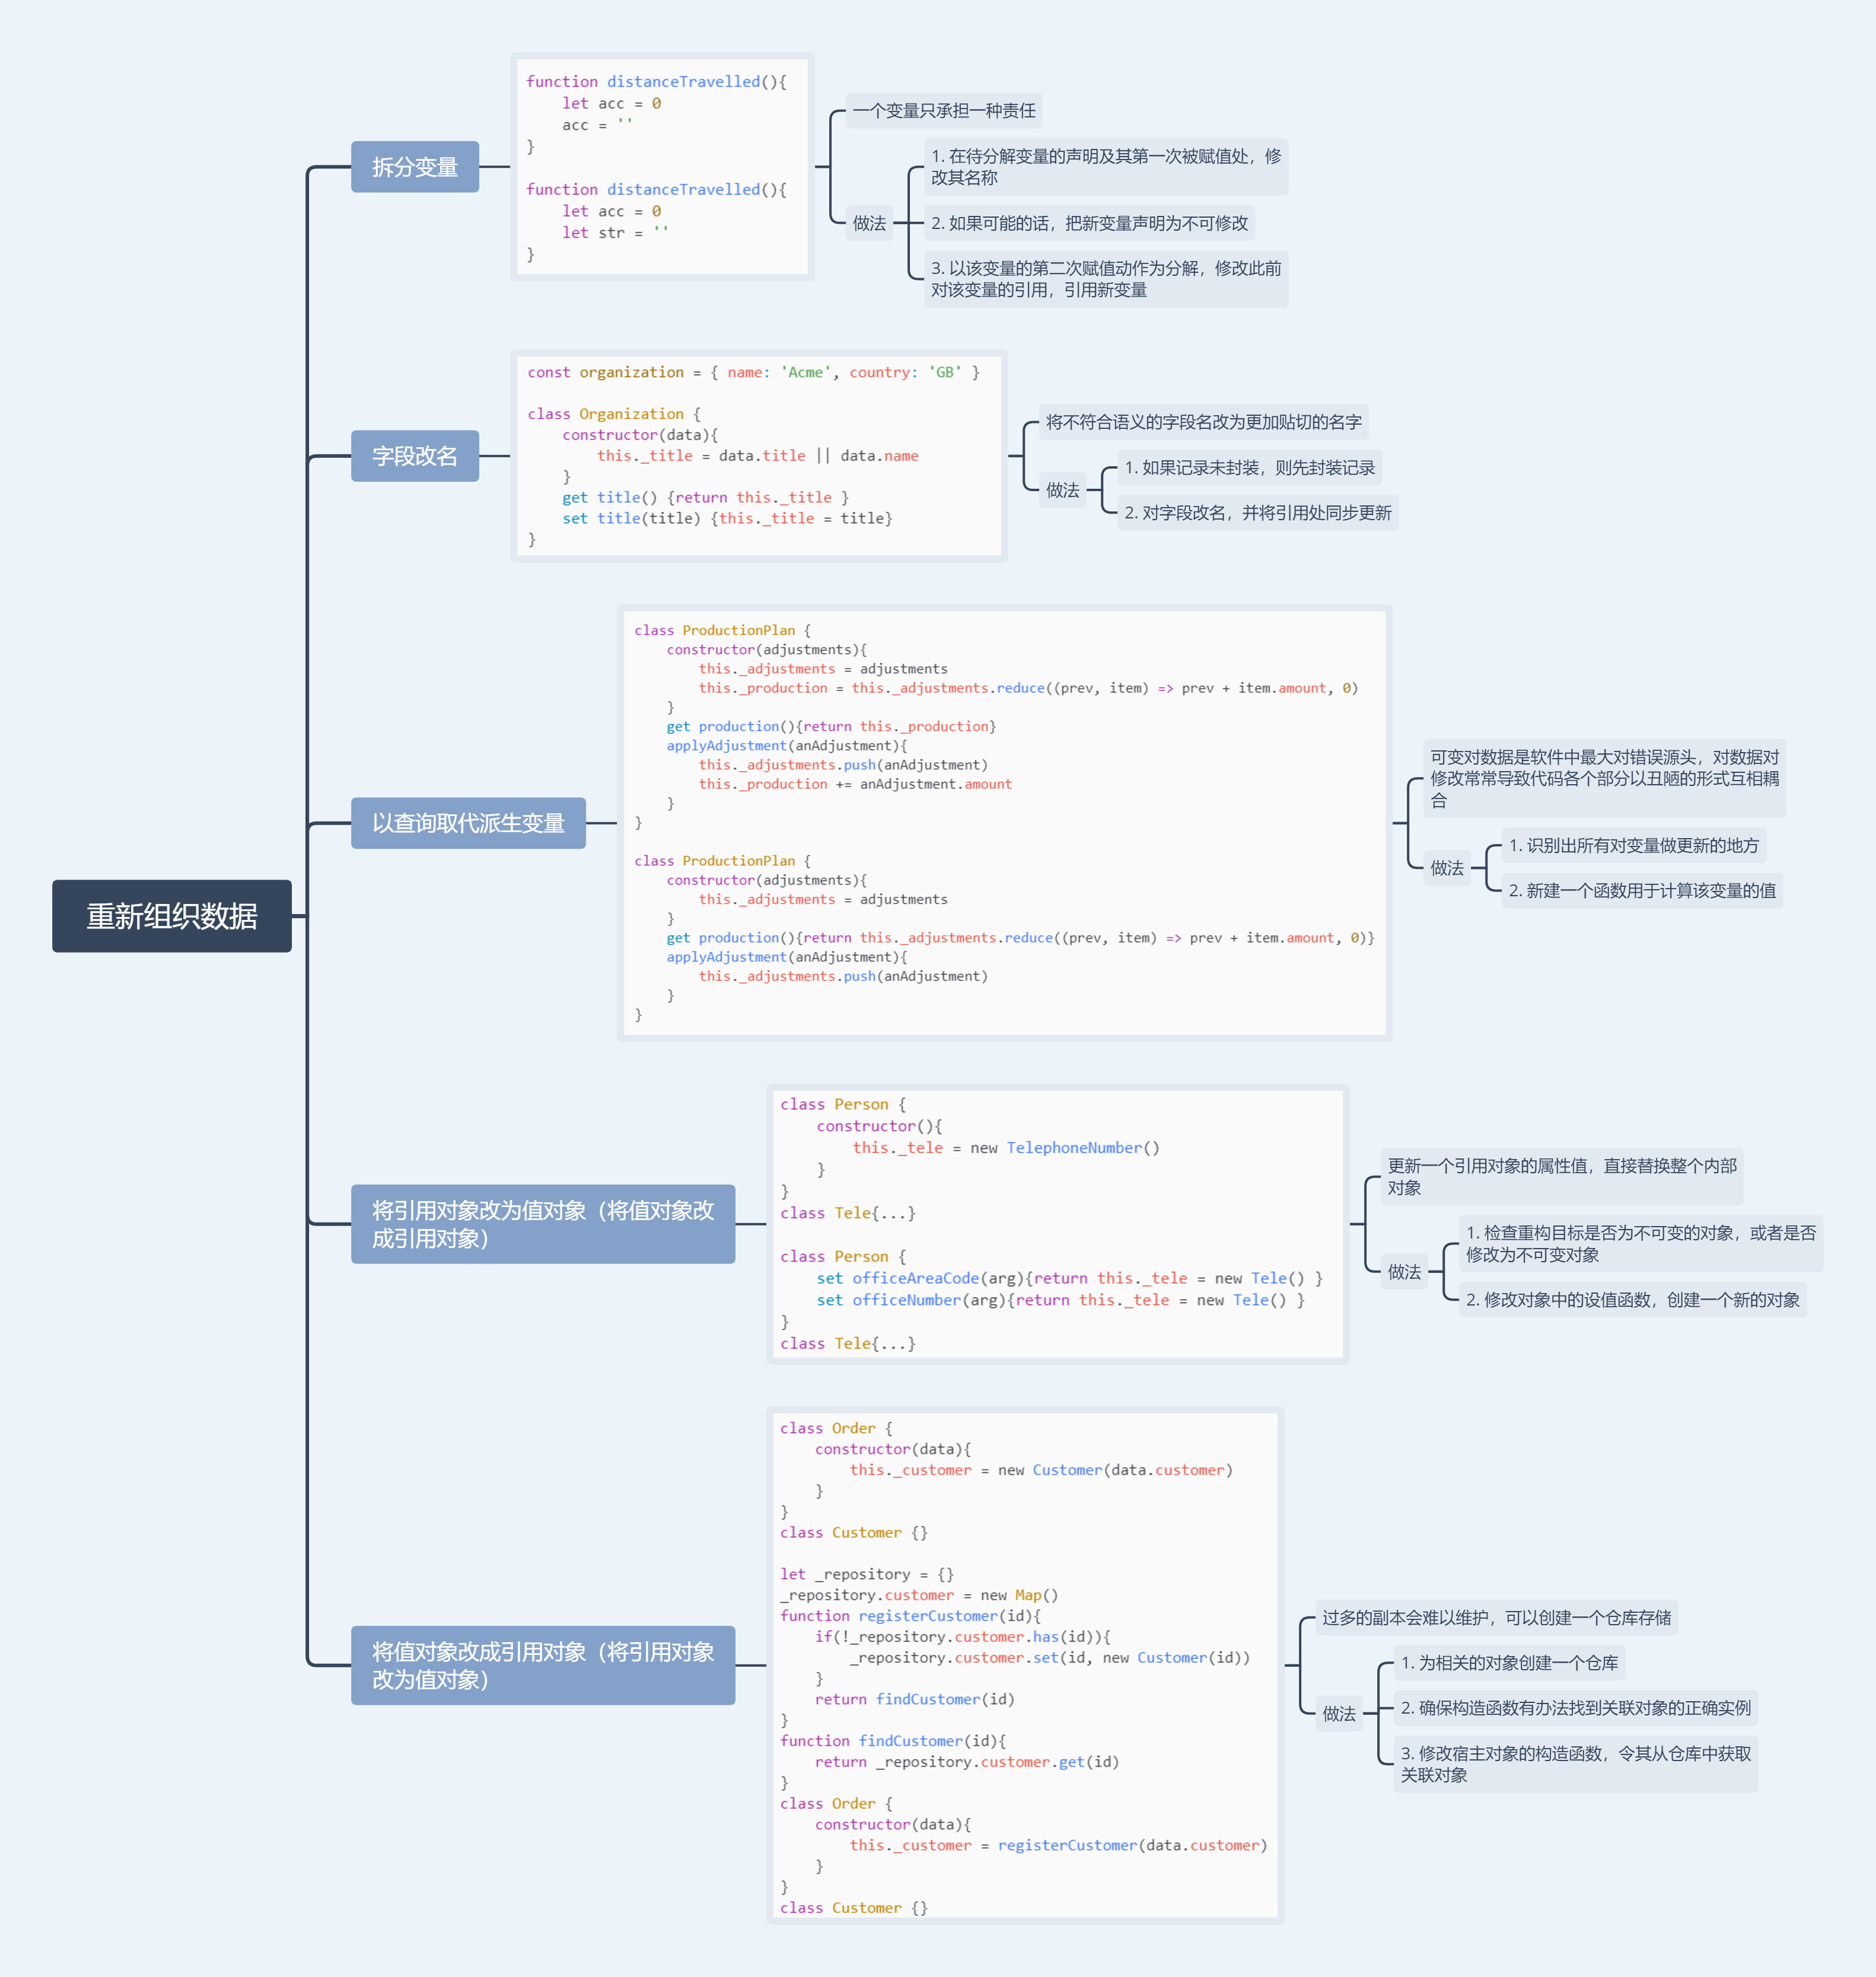 重新组织数据
拆分变量
function distanceTravelled(){
    let acc = 0
    acc = ''
}
function distanceTravelled(){
    let acc = 0
    let str = ''
}
一个变量只承担一种责任
做法
1. 在待分解变量的声明及其第一次被赋值处，修
改其名称
2. 如果可能的话，把新变量声明为不可修改
3. 以该变量的第二次赋值动作为分解，修改此前
对该变量的引用，引用新变量
字段改名
const organization = { name: 'Acme', country: 'GB' }
class Organization {
    constructor(data){
        this._title = data.title || data.name
    }
    get title() {return this._title }
    set title(title) {this._title = title}
}
将不符合语义的字段名改为更加贴切的名字
做法
1. 如果记录未封装，则先封装记录
2. 对字段改名，并将引用处同步更新
以查询取代派生变量
class ProductionPlan {
    constructor(adjustments){
        this._adjustments = adjustments
        this._production = this._adjustments.reduce((prev, item) => prev + item.amount, 0)
    }
    get production(){return this._production}
    applyAdjustment(anAdjustment){
        this._adjustments.push(anAdjustment)
        this._production += anAdjustment.amount
    }
}
class ProductionPlan {
    constructor(adjustments){
        this._adjustments = adjustments
    }
    get production(){return this._adjustments.reduce((prev, item) => prev + item.amount, 0)}
    applyAdjustment(anAdjustment){
        this._adjustments.push(anAdjustment)
    }
}
可变对数据是软件中最大对错误源头，对数据对
修改常常导致代码各个部分以丑陋的形式互相耦
合
做法
1. 识别出所有对变量做更新的地方
2. 新建一个函数用于计算该变量的值
将引用对象改为值对象（将值对象改
成引用对象）
class Person {
    constructor(){
        this._tele = new TelephoneNumber()
    }
}
class Tele{...}
class Person {
    set officeAreaCode(arg){return this._tele = new Tele() }
    set officeNumber(arg){return this._tele = new Tele() }
}
class Tele{...}
更新一个引用对象的属性值，直接替换整个内部
对象
做法
1. 检查重构目标是否为不可变的对象，或者是否
修改为不可变对象
2. 修改对象中的设值函数，创建一个新的对象
将值对象改成引用对象（将引用对象
改为值对象）
class Order {
    constructor(data){
        this._customer = new Customer(data.customer)
    }
}
class Customer {}
let _repository = {}
_repository.customer = new Map()
function registerCustomer(id){
    if(!_repository.customer.has(id)){
        _repository.customer.set(id, new Customer(id))
    }
    return findCustomer(id)
}
function findCustomer(id){
    return _repository.customer.get(id)
}
class Order {
    constructor(data){
        this._customer = registerCustomer(data.customer)
    }
}
class Customer {}
过多的副本会难以维护，可以创建一个仓库存储
做法
1. 为相关的对象创建一个仓库
2. 确保构造函数有办法找到关联对象的正确实例
3. 修改宿主对象的构造函数，令其从仓库中获取
关联对象